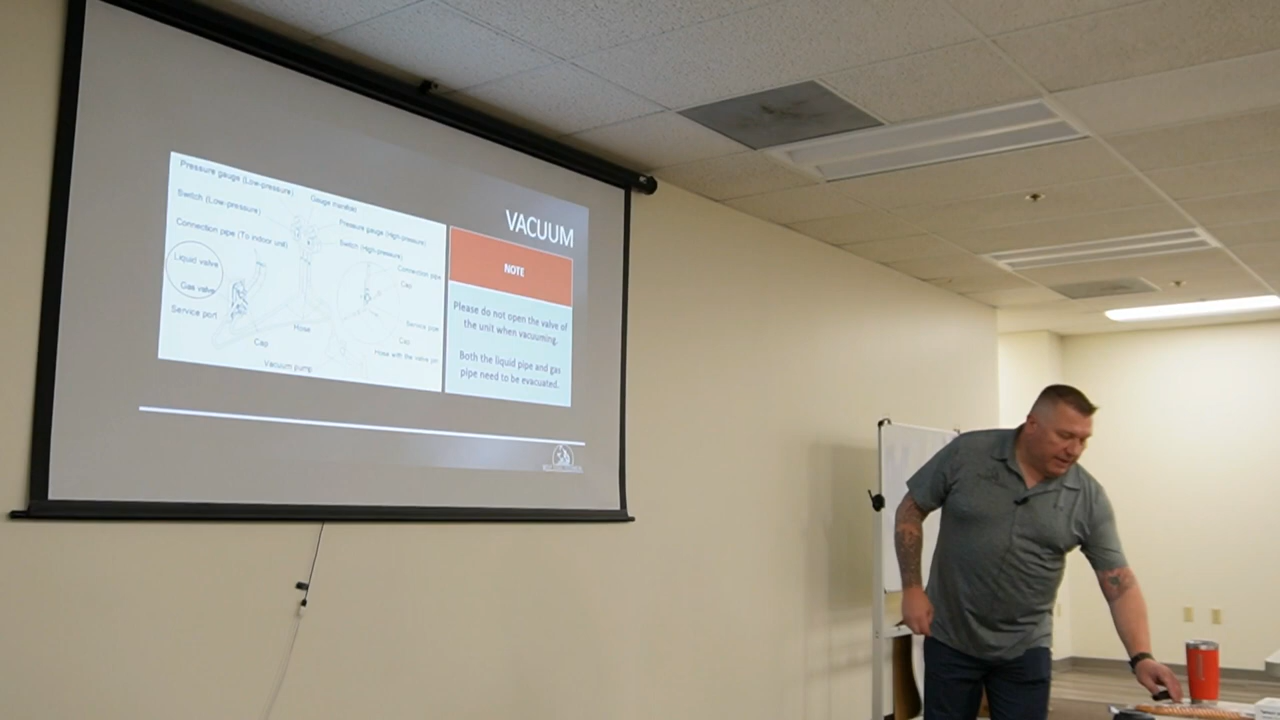 VACUUM
Pressure gauge (Low-pressure)
Gauge manifold
Switch (Low-pressure)
Pressure gauge (High-pressure)
Connection pipe (To indoor unit)
Switch (High-pressure)
Liquid valve
Connection pipe
Gas valve
Cap
Service port
Service port
Hose
Cap
Cap
Hose with the valve pin
Vacuum pump
NOTE
Please do not open the valve of
the unit when vacuuming.
Both the liquid pipe and gas
pipe need to be evacuated.